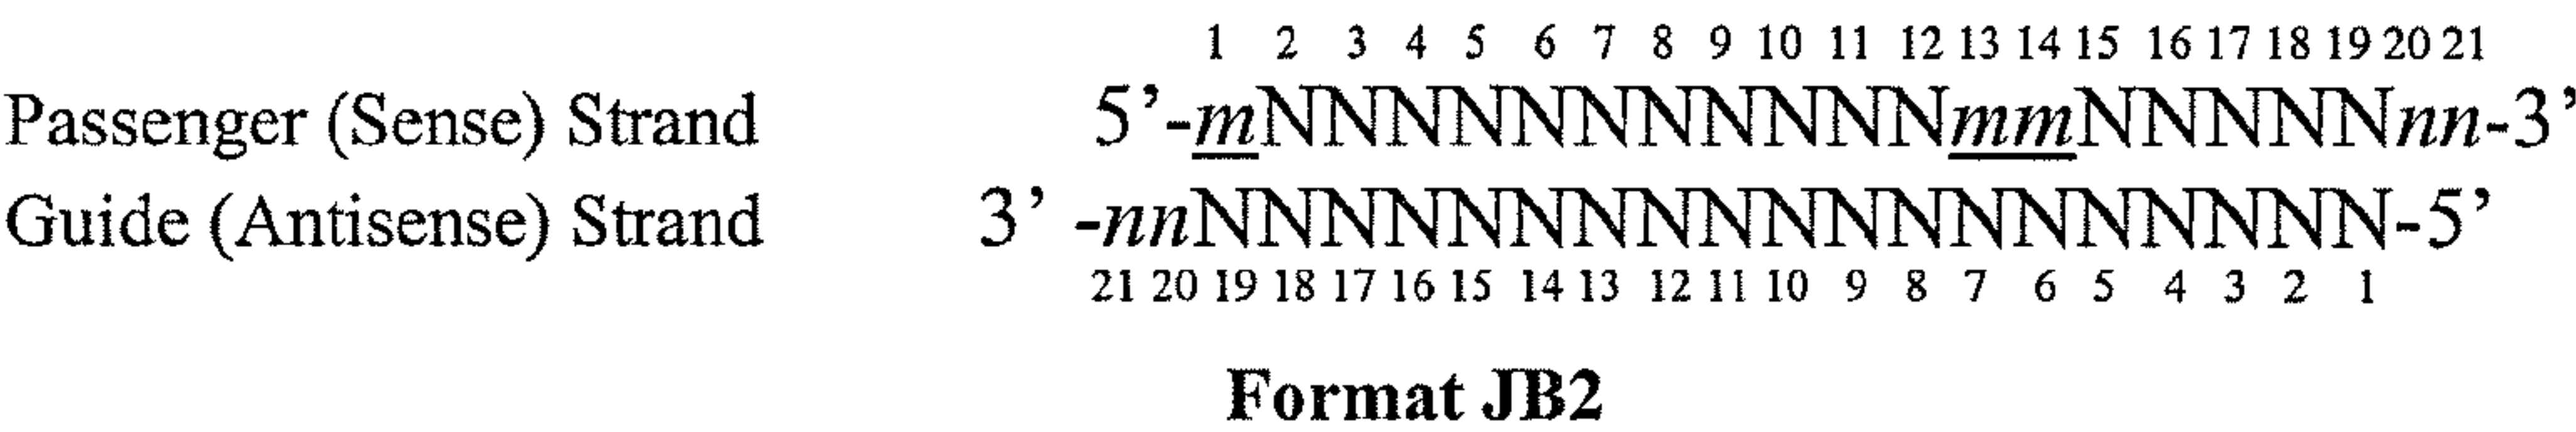 1 2 3 4 5 6 7 8 9 10 11 12 13 14 15 16 17 18 19 20 21
Passenger (Sense) Strand 5’-mNNNNNNNNNNNmmNNNNNnn-3’
Guide (Antisense) Strand 3’ -nnNNNNNNNNNNNNNNNNNNN-5’
21 20 19 18 17 16 15 14 13 12 11 10 9 8 7 6 5 4 3 2 1
Format JB2